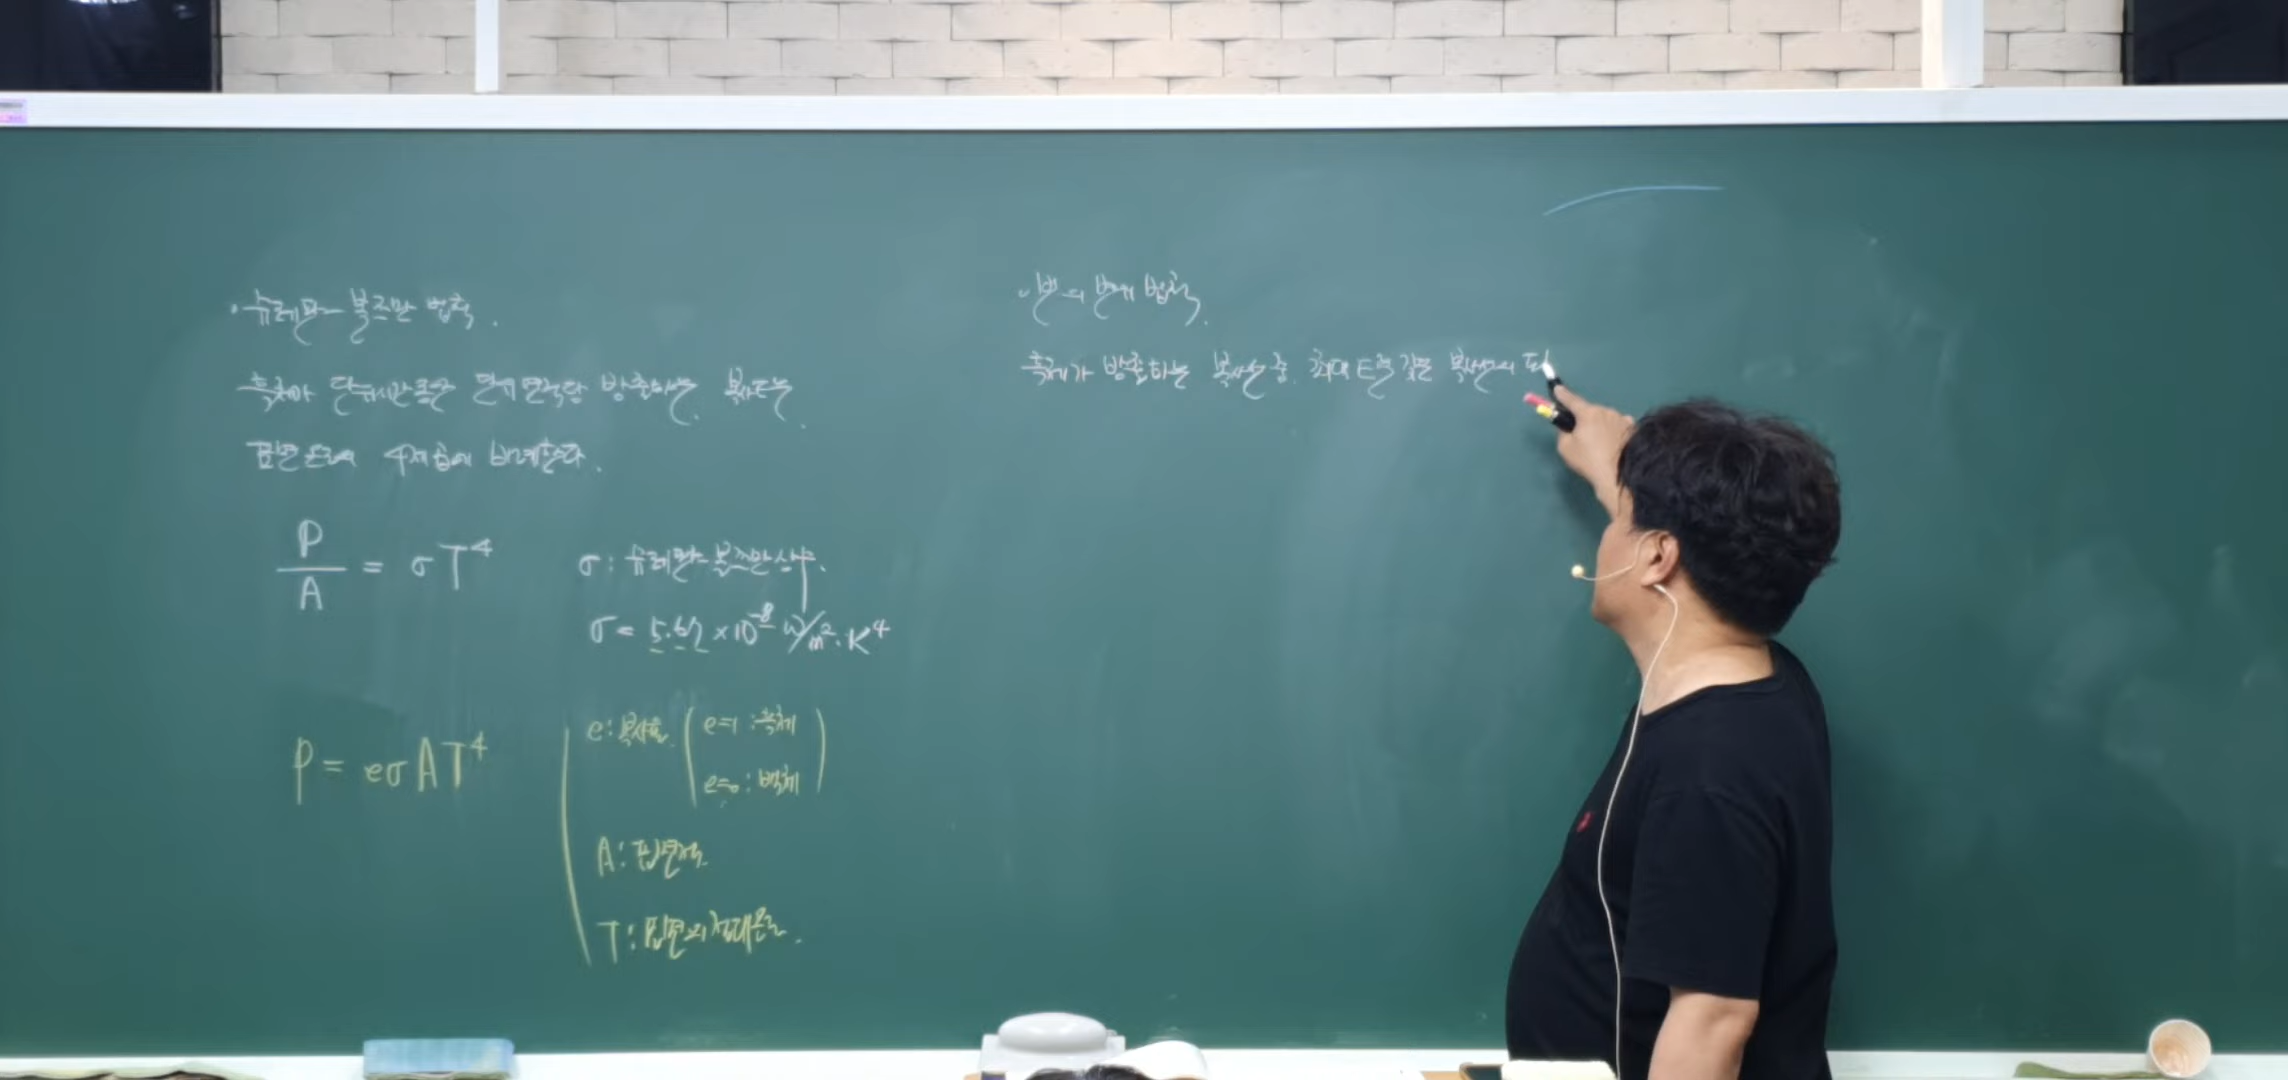 · 슈테판-볼츠만 법칙.
흑체가 단위시간동안 단위면적당 방출하는 복사도는
표면온도의 4제곱에 비례한다.
P/A = σT⁴
σ : 슈테판-볼츠만상수.
σ = 5.67 ×10⁻⁸ W/m²·K⁴
P = eσAT⁴
e : 복사율. ( e=1 : 흑체
e=0 : 백체 )
A : 표면적.
T : 표면의 절대온도.
· 빈의 변위 법칙.
흑체가 방출하는 복사선 중. 최대 E를 갖는 복사선의 파